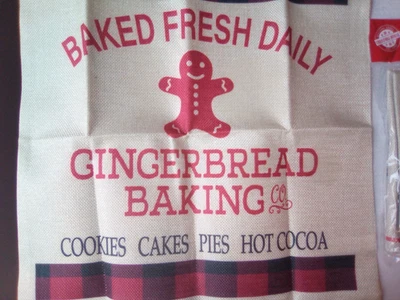 BAKED FRESH DAILY
GINGERBREAD
BAKING CO.
COOKIES CAKES PIES HOT COCOA